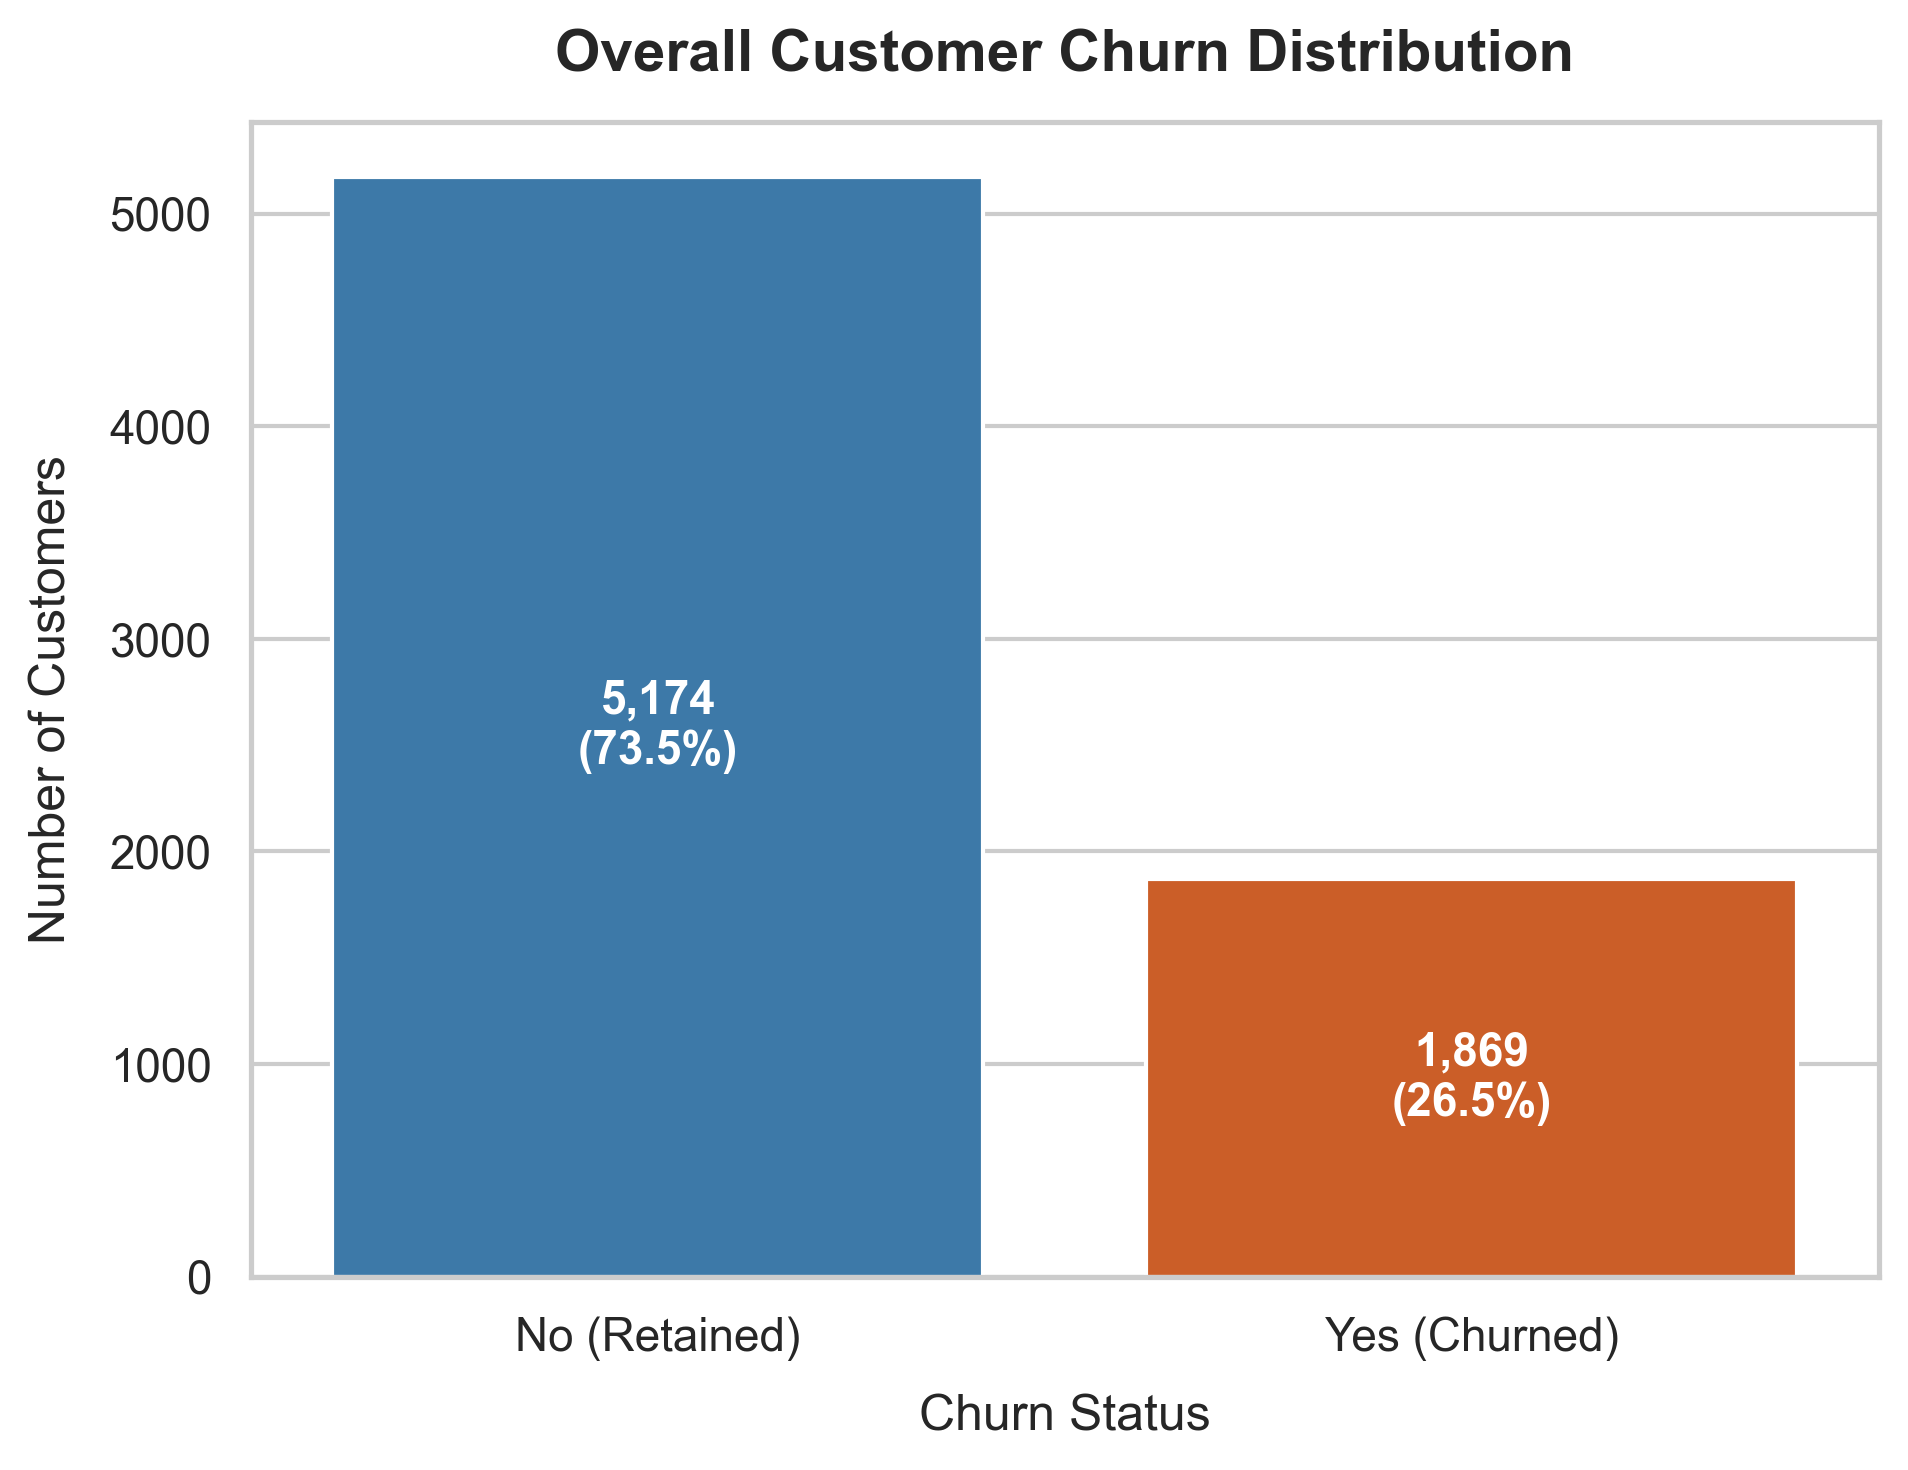 Overall Customer Churn Distribution
Number of Customers
5000
4000
3000
2000
1000
0
5,174
(73.5%)
1,869
(26.5%)
No (Retained)
Yes (Churned)
Churn Status